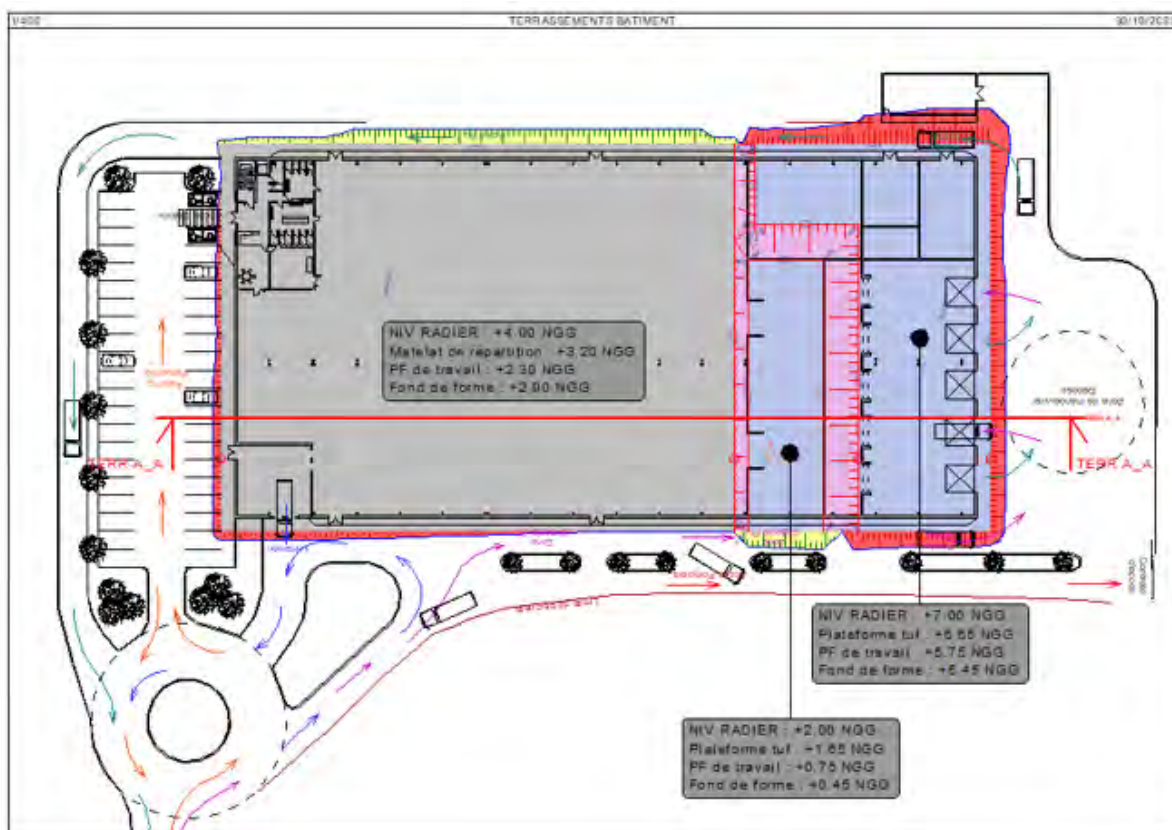 1/400
TERRASSEMENTS BATIMENT
NIV RADIER : +4.00 NGG
Matelat de répartition +3.20 NGG
PF de travail : +2.30 NGG
Fond de forme : +2.00 NGG
TERR A_A
TERR A_A
NIV RADIER : +7.00 NGG
Plateforme tuf : +6.65 NGG
PF de travail : +5.75 NGG
Fond de forme : +5.45 NGG
NIV RADIER : +2.00 NGG
Plateforme tuf : +1.65 NGG
PF de travail : +0.75 NGG
Fond de forme : +0.45 NGG